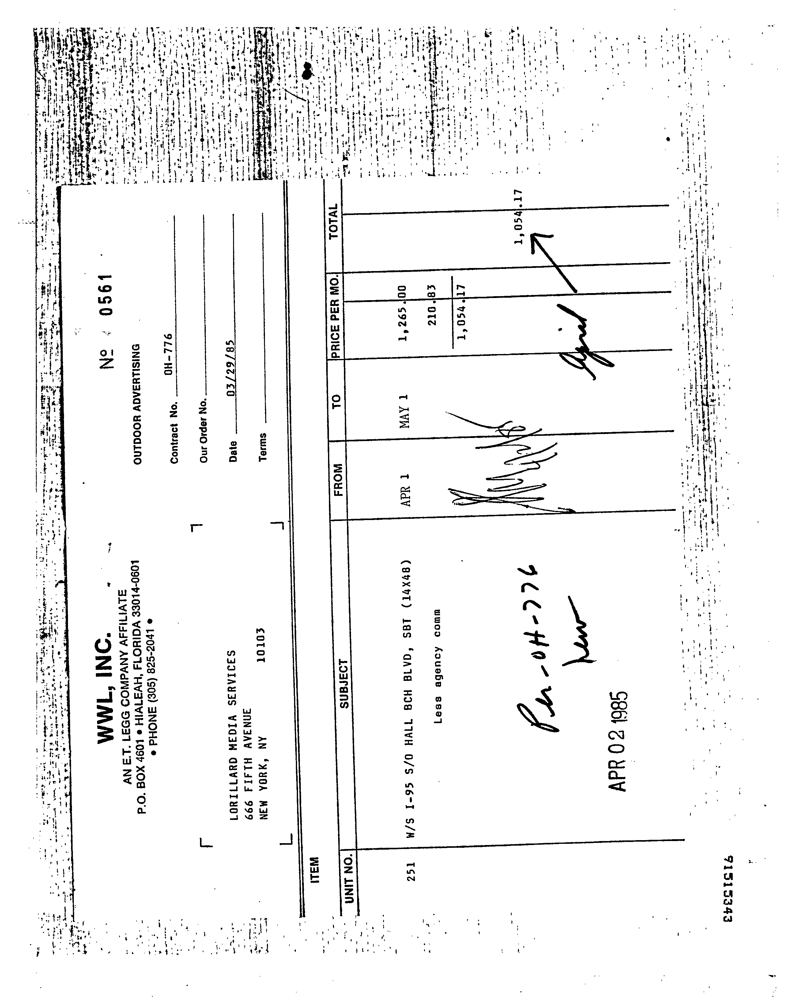 WWL, INC.
AN E.T. LEGG COMPANY AFFILIATE
P.O. BOX 4601 • HIALEAH, FLORIDA 33014-0601
• PHONE (305) 825-2041 •
Nº 0561
OUTDOOR ADVERTISING
Contract No. OH-776
Our Order No.
Date 03/29/85
Terms
LORILLARD MEDIA SERVICES
666 FIFTH AVENUE
NEW YORK, NY 10103
ITEM
UNIT NO. SUBJECT FROM TO PRICE PER MO. TOTAL
251 W/S I-95 S/O HALL BCH BLVD, SBT (14X48) APR 1 MAY 1 1,265.00
Less agency comm 210.83
1,054.17
1,054.17
Per-OH-776
New
April
APR 02 1985
91515343